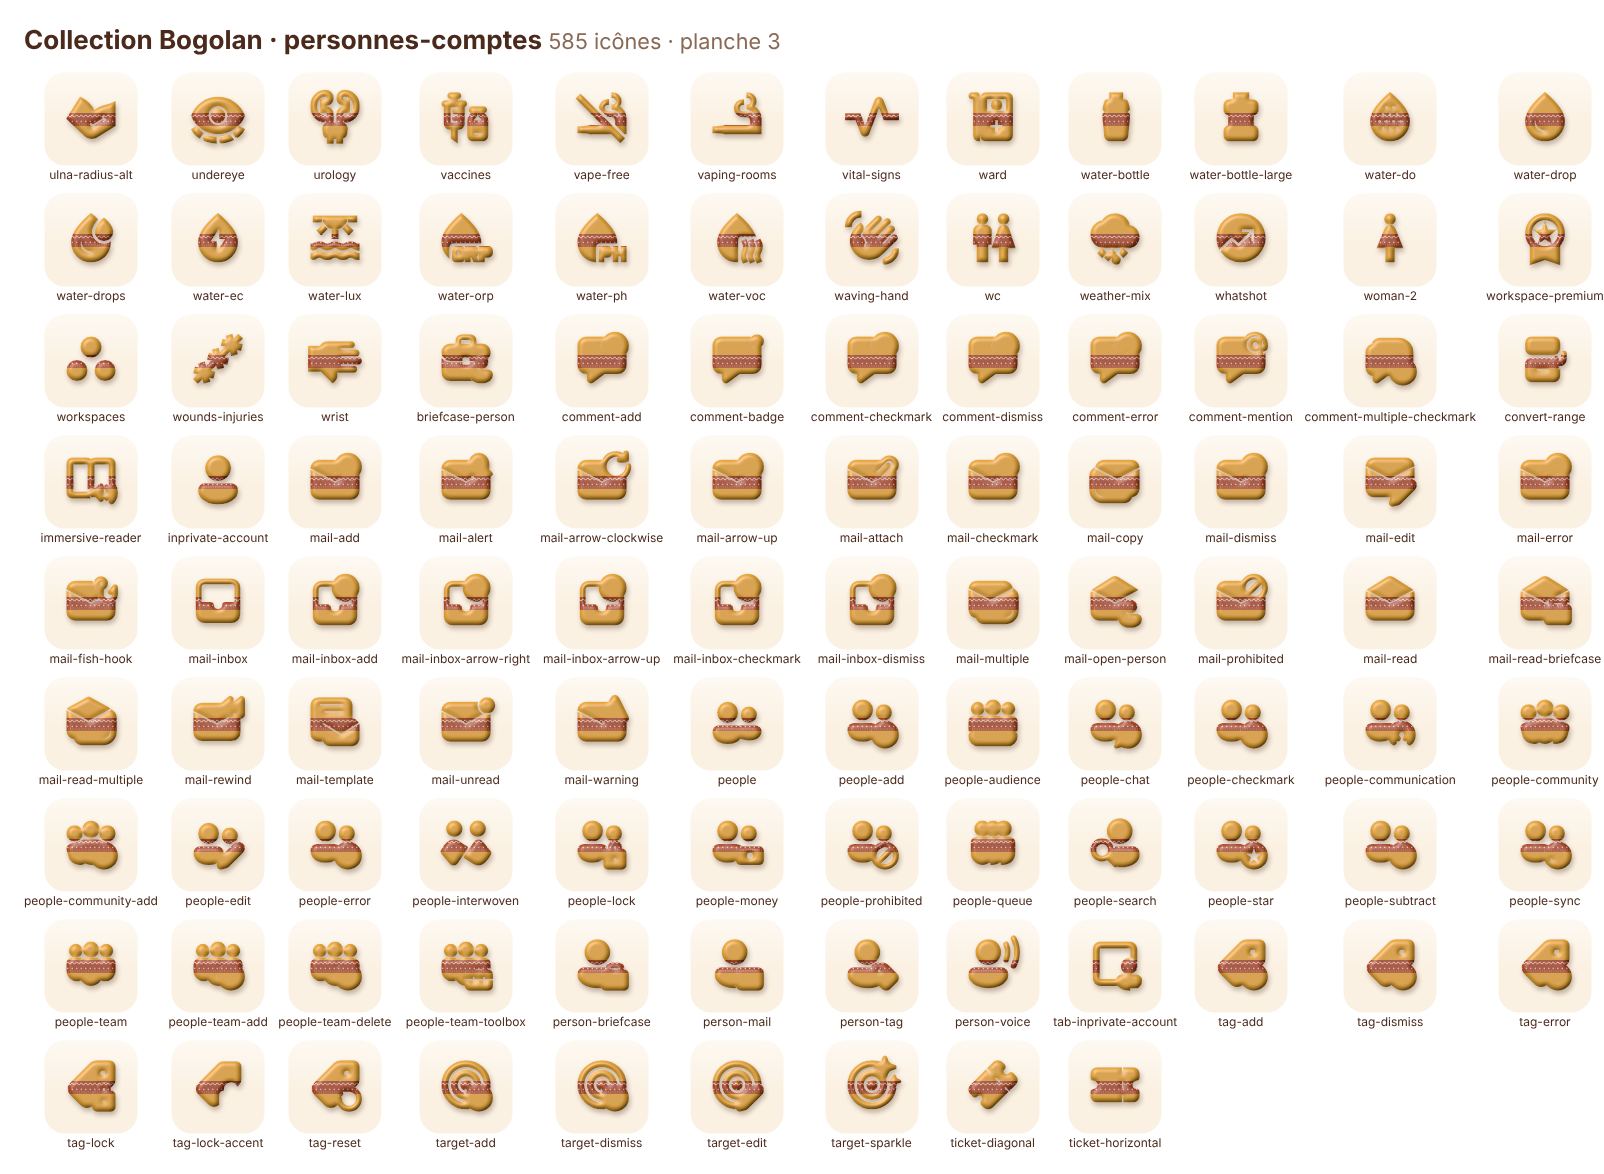 Collection Bogolan · personnes-comptes 585 icônes · planche 3
ulna-radius-alt undereye urology vaccines vape-free vaping-rooms vital-signs ward water-bottle water-bottle-large water-do water-drop
water-drops water-ec water-lux water-orp water-ph water-voc waving-hand wc weather-mix whatshot woman-2 workspace-premium
workspaces wounds-injuries wrist briefcase-person comment-add comment-badge comment-checkmark comment-dismiss comment-error comment-mention comment-multiple-checkmark convert-range
immersive-reader inprivate-account mail-add mail-alert mail-arrow-clockwise mail-arrow-up mail-attach mail-checkmark mail-copy mail-dismiss mail-edit mail-error
mail-fish-hook mail-inbox mail-inbox-add mail-inbox-arrow-right mail-inbox-arrow-up mail-inbox-checkmark mail-inbox-dismiss mail-multiple mail-open-person mail-prohibited mail-read mail-read-briefcase
mail-read-multiple mail-rewind mail-template mail-unread mail-warning people people-add people-audience people-chat people-checkmark people-communication people-community
people-community-add people-edit people-error people-interwoven people-lock people-money people-prohibited people-queue people-search people-star people-subtract people-sync
people-team people-team-add people-team-delete people-team-toolbox person-briefcase person-mail person-tag person-voice tab-inprivate-account tag-add tag-dismiss tag-error
tag-lock tag-lock-accent tag-reset target-add target-dismiss target-edit target-sparkle ticket-diagonal ticket-horizontal